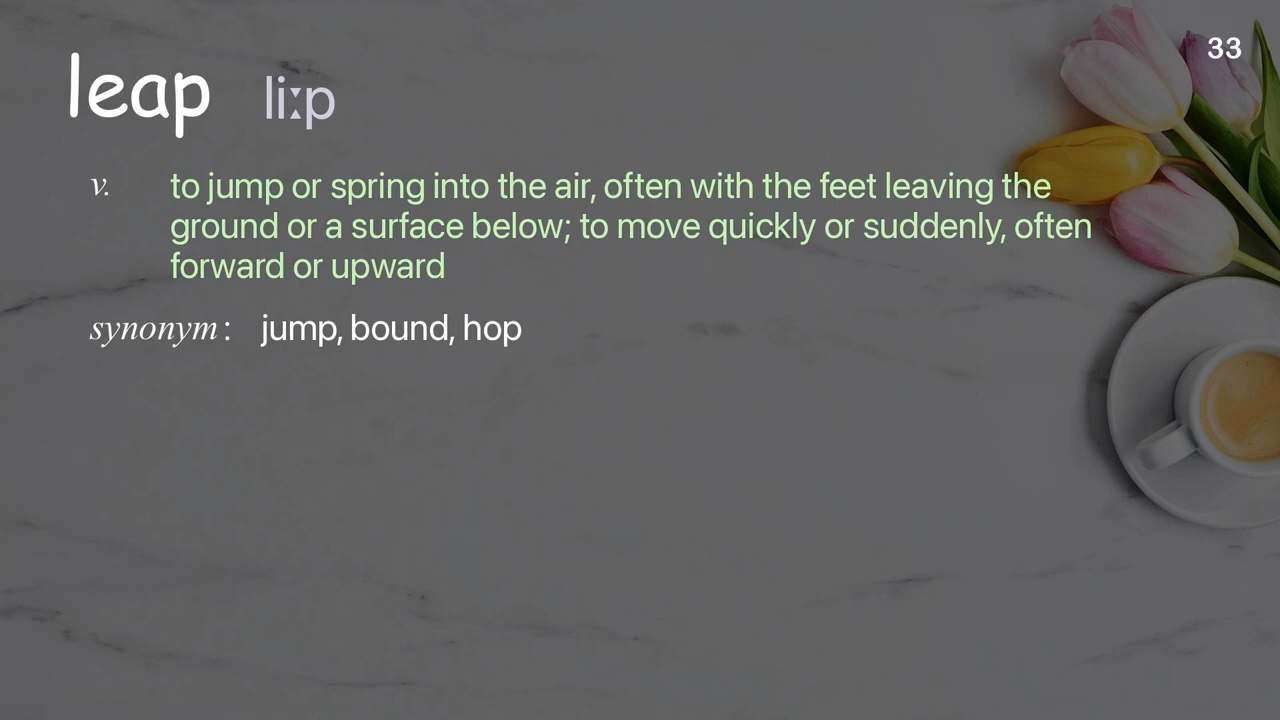 33
leap liːp
v. to jump or spring into the air, often with the feet leaving the
ground or a surface below; to move quickly or suddenly, often
forward or upward
synonym: jump, bound, hop